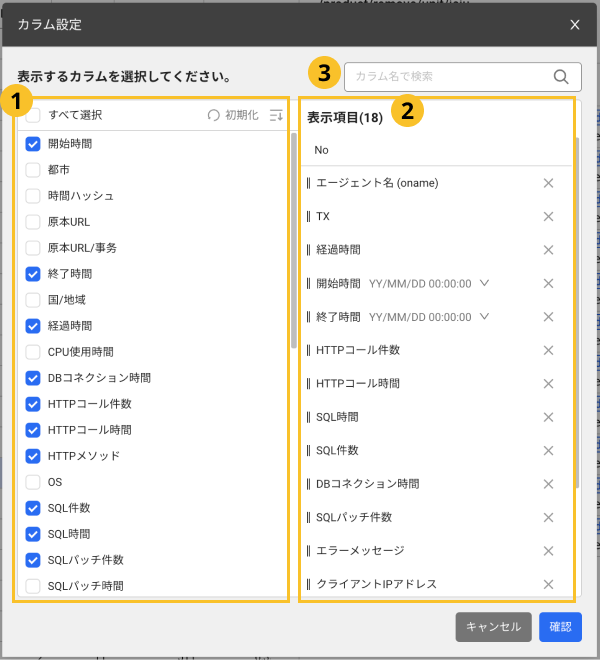 カラム設定
表示するカラムを選択してください。
3
カラム名で検索
1
すべて選択
初期化
開始時間
都市
時間ハッシュ
原本URL
原本URL/事务
終了時間
国/地域
経過時間
CPU使用時間
DBコネクション時間
HTTPコール件数
HTTPコール時間
HTTPメソッド
OS
SQL件数
SQL時間
SQLパッチ件数
SQLパッチ時間
表示項目(18)
2
No
エージェント名 (oname)
TX
経過時間
開始時間 YY/MM/DD 00:00:00
終了時間 YY/MM/DD 00:00:00
HTTPコール件数
HTTPコール時間
SQL時間
SQL件数
DBコネクション時間
SQLパッチ件数
エラーメッセージ
クライアントIPアドレス
キャンセル
確認